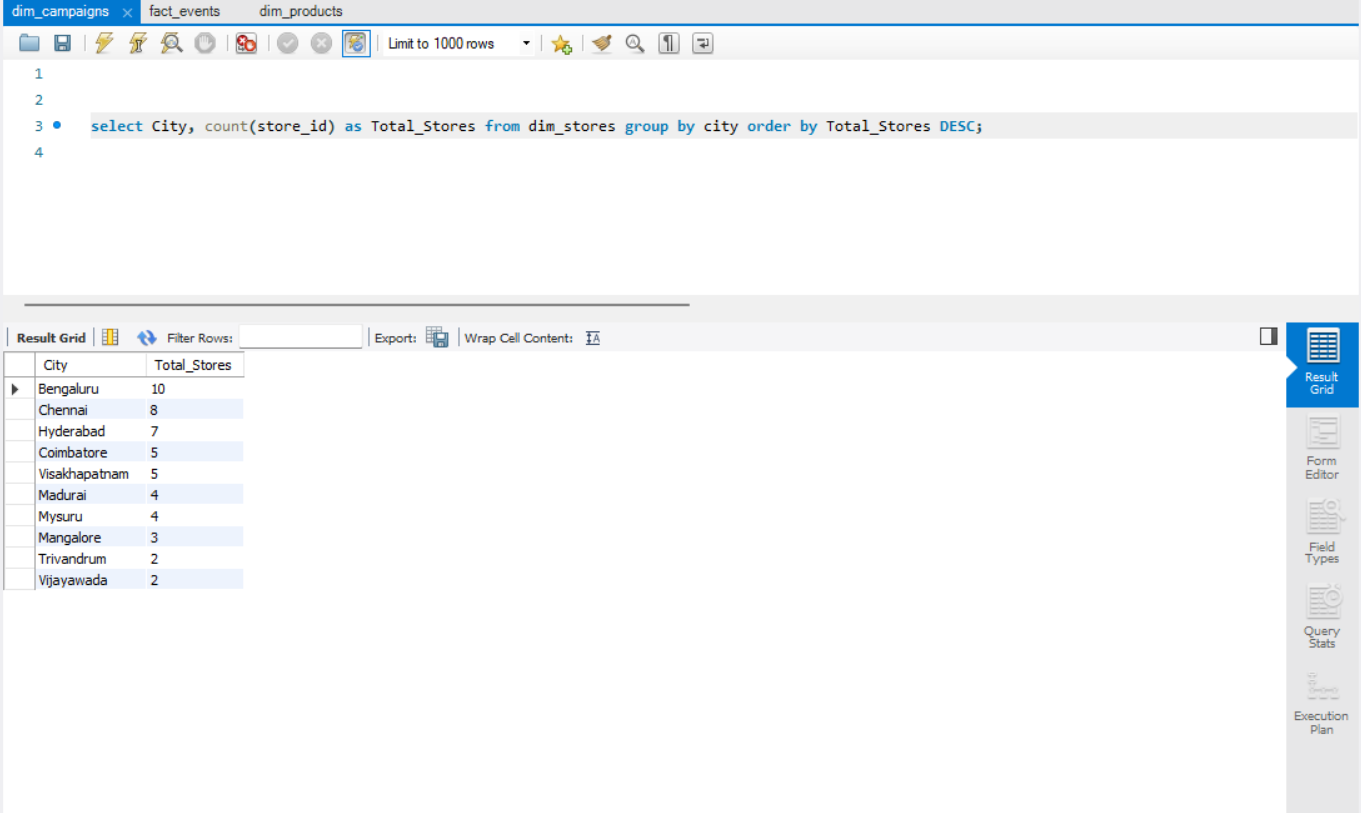 dim_campaigns × fact_events dim_products
Limit to 1000 rows
1
2
3 select City, count(store_id) as Total_Stores from dim_stores group by city order by Total_Stores DESC;
4
Result Grid Filter Rows: Export: Wrap Cell Content: IA
City Total_Stores
Bengaluru 10
Chennai 8
Hyderabad 7
Coimbatore 5
Visakhapatnam 5
Madurai 4
Mysuru 4
Mangalore 3
Trivandrum 2
Vijayawada 2
Result
Grid
Form
Editor
Field
Types
Query
Stats
Execution
Plan